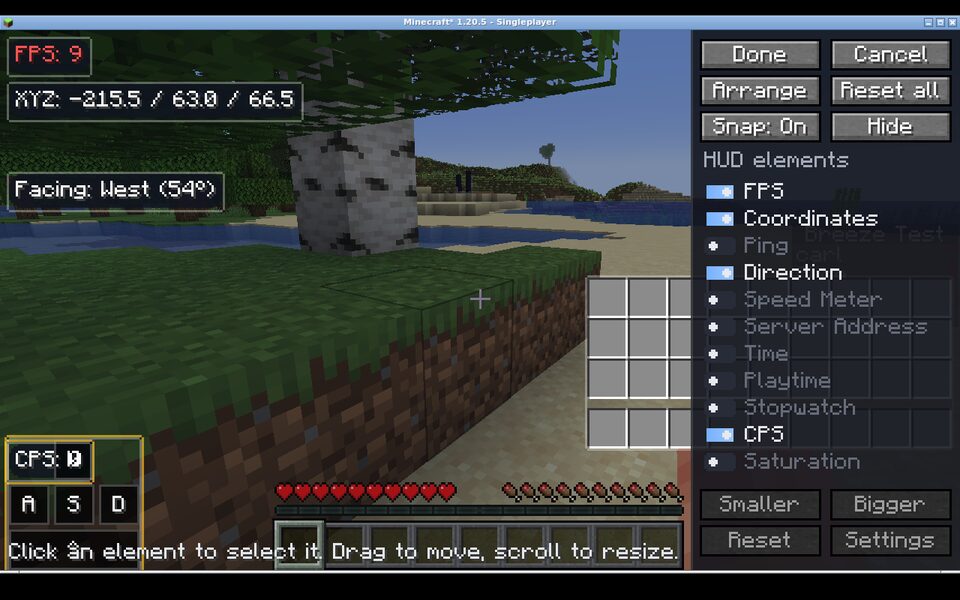 Minecraft* 1.20.5 - Singleplayer
FPS: 9
XYZ: -215.5 / 63.0 / 66.5
Facing: West (54°)
CPS: 0
A S D
Click an element to select it. Drag to move, scroll to resize.
Done Cancel
Arrange Reset all
Snap: On Hide
HUD elements
FPS
Coordinates
Ping
Direction
Speed Meter
Server Address
Time
Playtime
Stopwatch
CPS
Saturation
Smaller Bigger
Reset Settings
Breeze Test